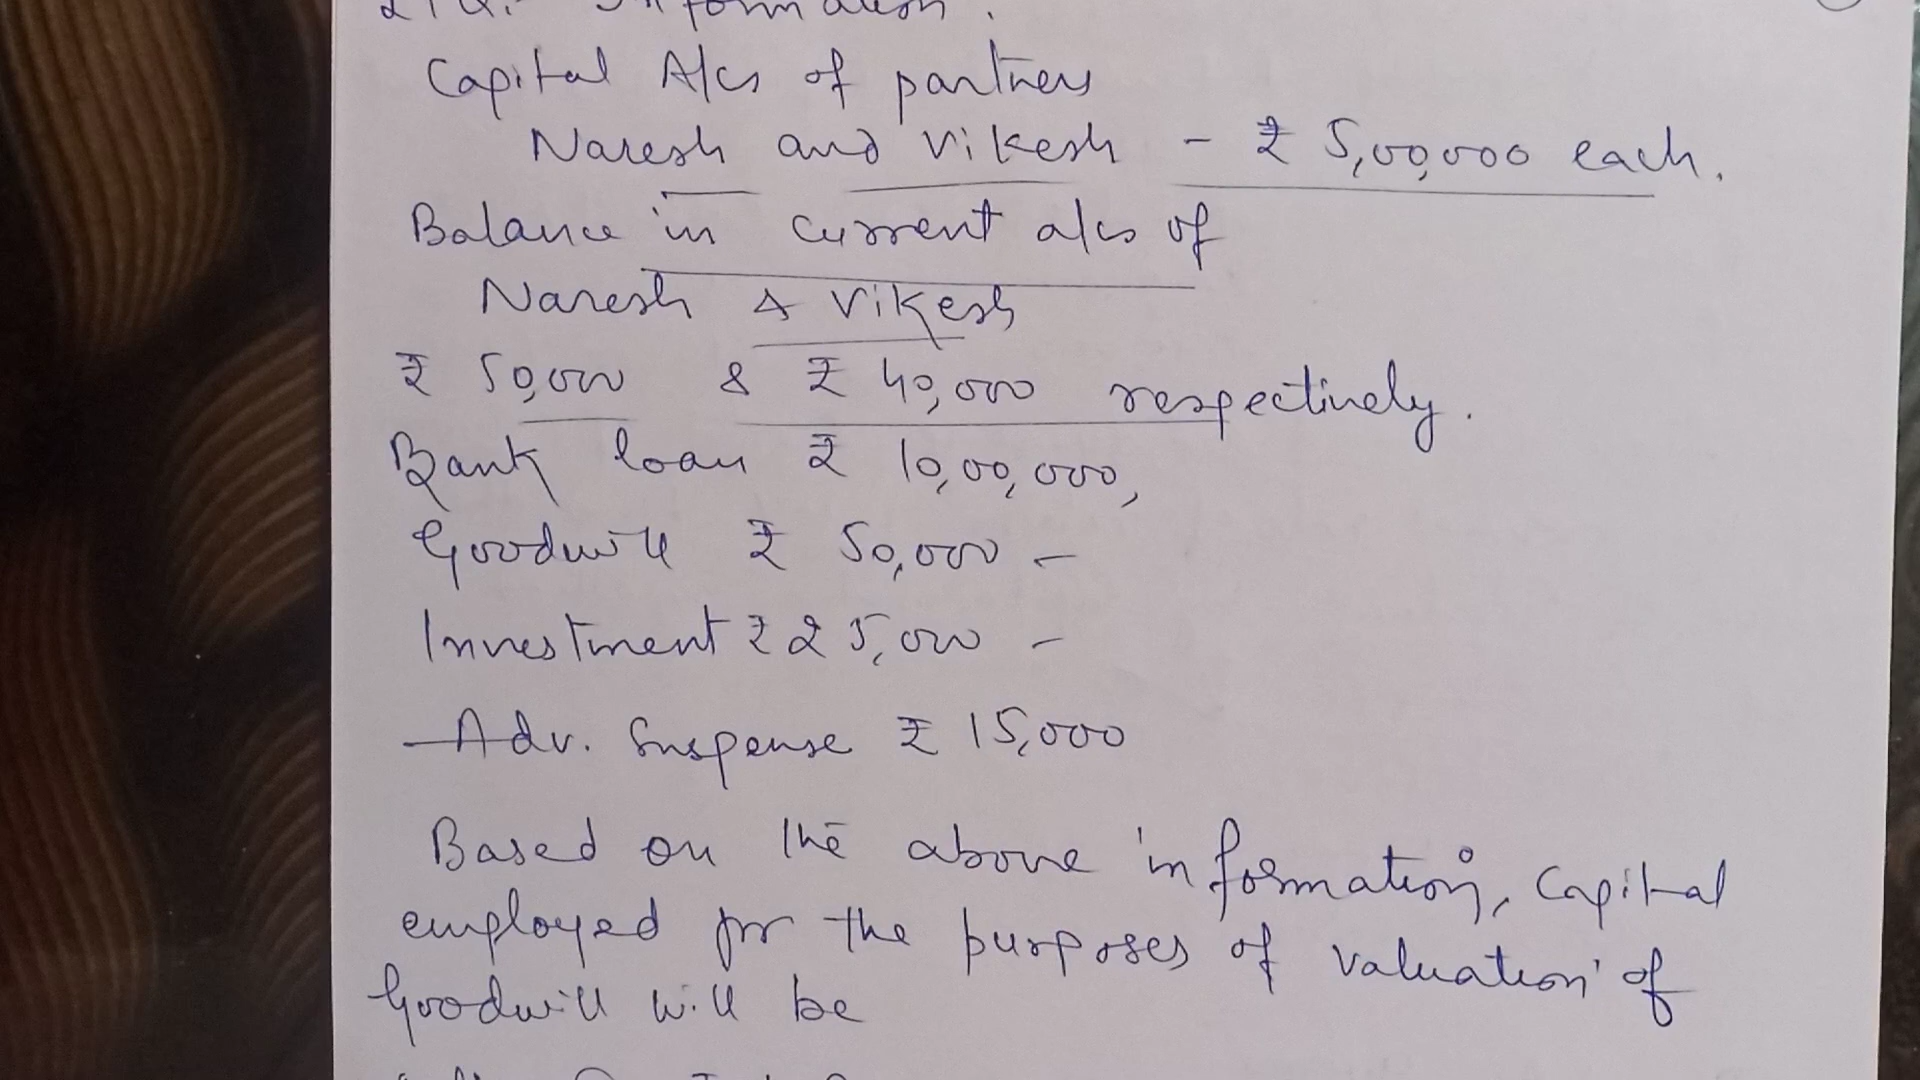 Information.
Capital A/cs of partners
Naresh and Vikesh - ₹ 5,00,000 each.
Balance in current a/cs of
Naresh & Vikesh
₹ 50,000 & ₹ 40,000 respectively.
Bank loan ₹ 10,00,000,
Goodwill ₹ 50,000 -
Investment ₹ 25,000 -
Adv. Suspense ₹ 15,000
Based on the above information, Capital
employed for the purposes of valuation of
Goodwill will be